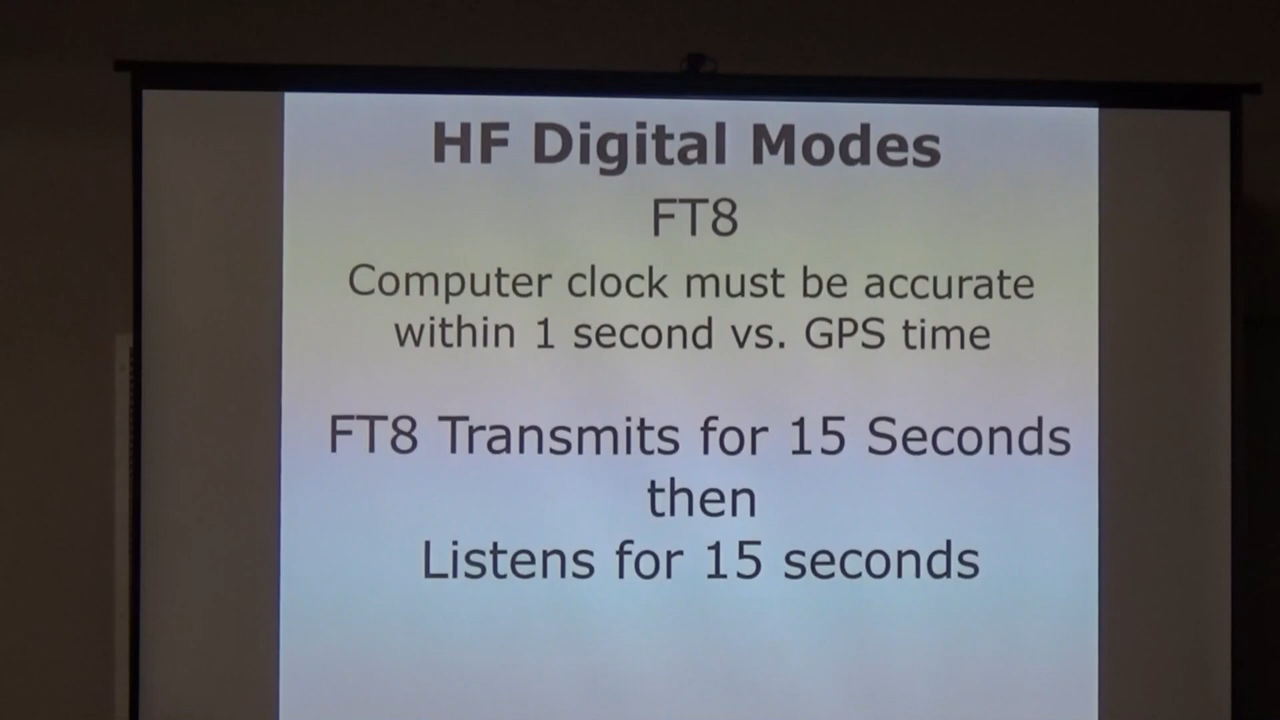 HF Digital Modes
FT8
Computer clock must be accurate
within 1 second vs. GPS time
FT8 Transmits for 15 Seconds
then
Listens for 15 seconds